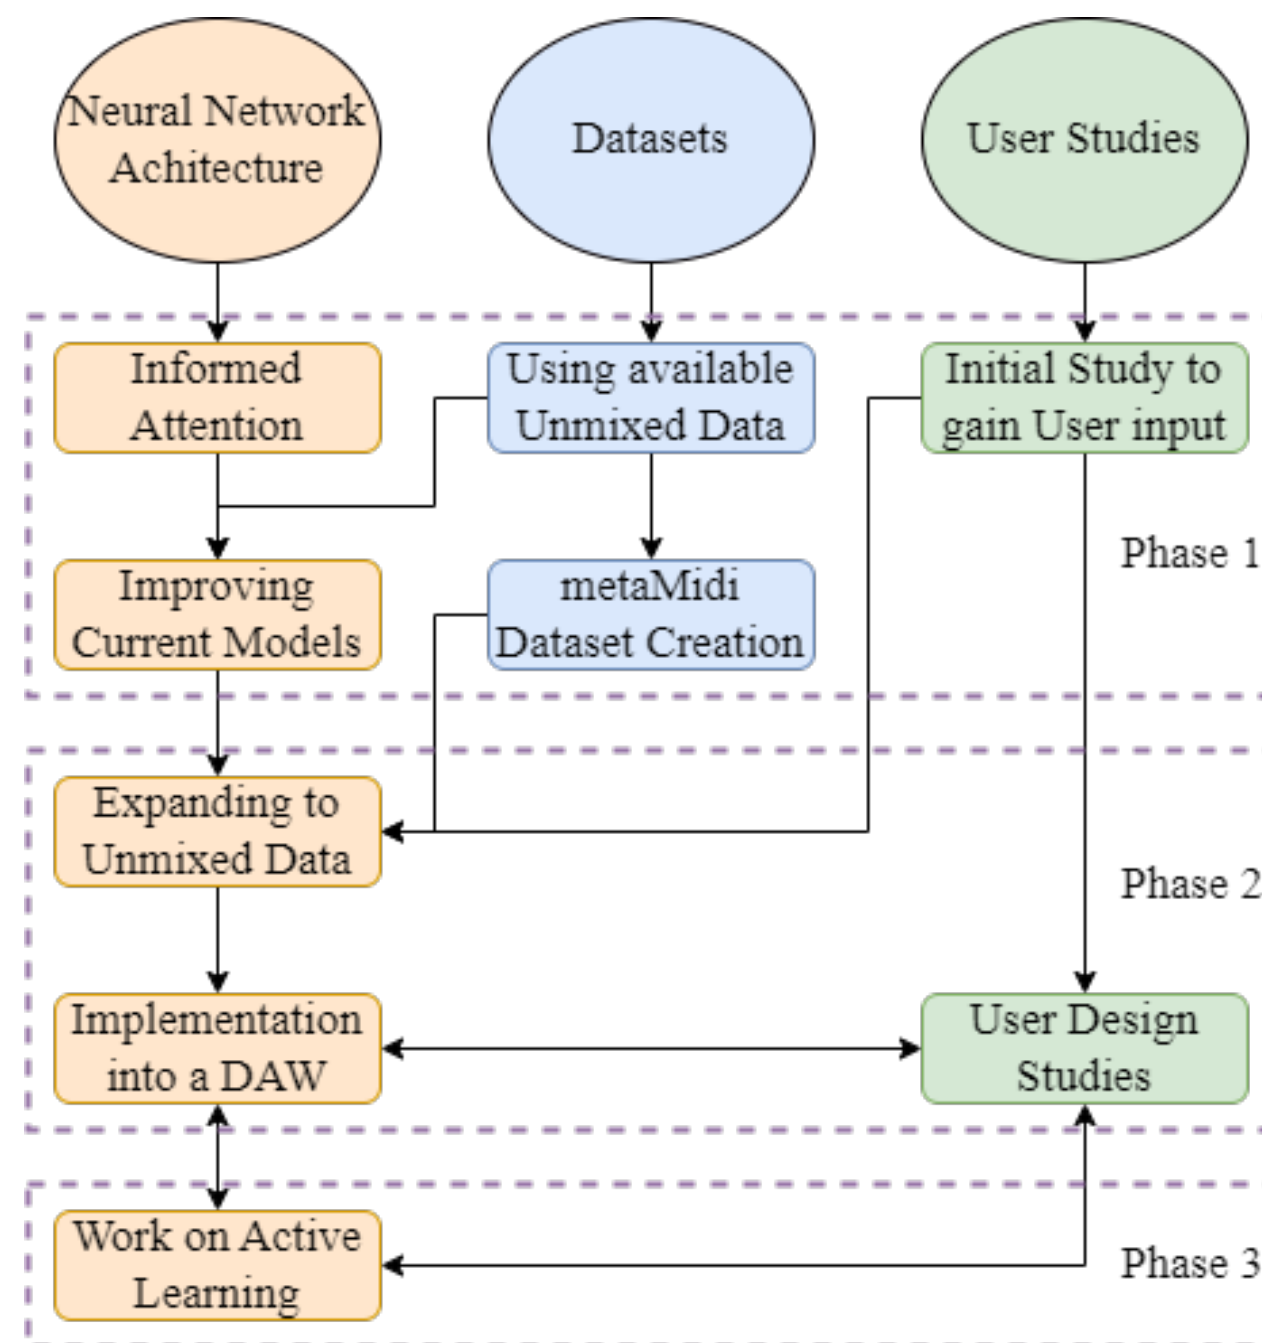 Neural Network
Achitecture
Datasets
User Studies
Informed
Attention
Using available
Unmixed Data
Initial Study to
gain User input
Phase 1
Improving
Current Models
metaMidi
Dataset Creation
Expanding to
Unmixed Data
Phase 2
Implementation
into a DAW
User Design
Studies
Work on Active
Learning
Phase 3